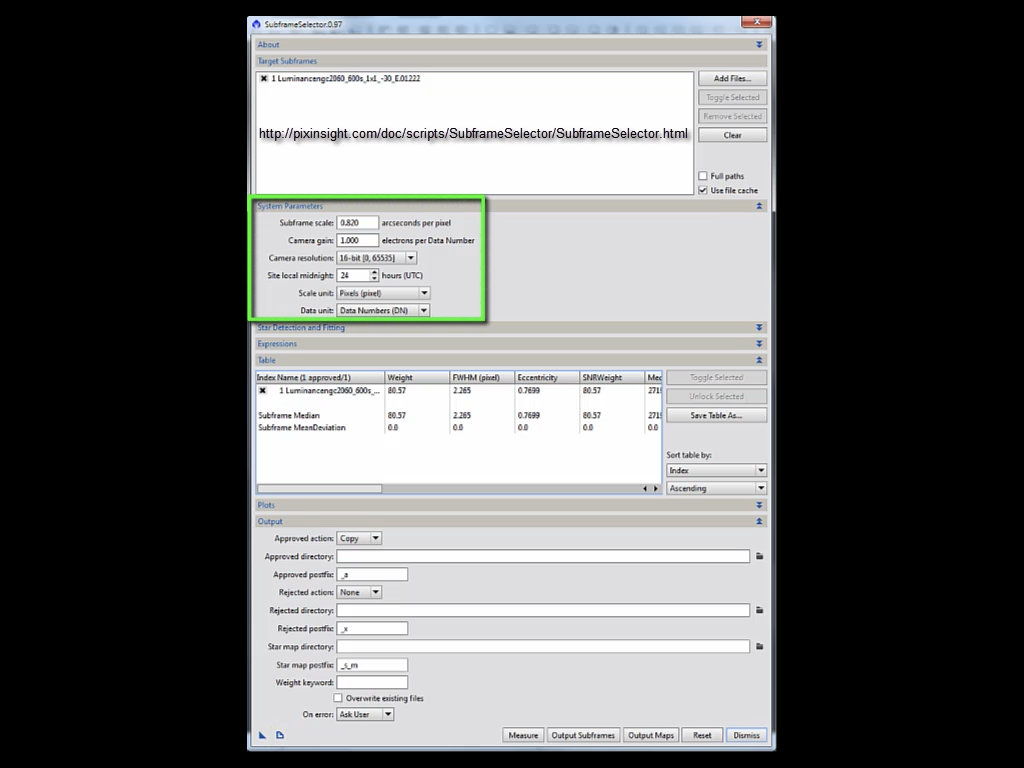 SubframeSelector.0.97
About
Target Subframes
1 Luminancengc2060_600s_1x1_-30_E.01222
Add Files...
Toggle Selected
Remove Selected
Clear
http://pixinsight.com/doc/scripts/SubframeSelector/SubframeSelector.html
Full paths
Use file cache
System Parameters
Subframe scale: 0.820 arcseconds per pixel
Camera gain: 1.000 electrons per Data Number
Camera resolution: 16-bit [0, 65535]
Site local midnight: 24 hours (UTC)
Scale unit: Pixels (pixel)
Data unit: Data Numbers (DN)
Star Detection and Fitting
Expressions
Table
Index Name (1 approved/1) Weight FWHM (pixel) Eccentricity SNRWeight Mec
1 Luminancengc2060_600s_... 80.57 2.265 0.7699 80.57 271
Subframe Median 80.57 2.265 0.7699 80.57 271
Subframe MeanDeviation 0.0 0.0 0.0 0.0 0.0
Toggle Selected
Unlock Selected
Save Table As...
Sort table by:
Index
Ascending
Plots
Output
Approved action: Copy
Approved directory:
Approved postfix: _a
Rejected action: None
Rejected directory:
Rejected postfix: _x
Star map directory:
Star map postfix: _s_m
Weight keyword:
Overwrite existing files
On error: Ask User
Measure Output Subframes Output Maps Reset Dismiss